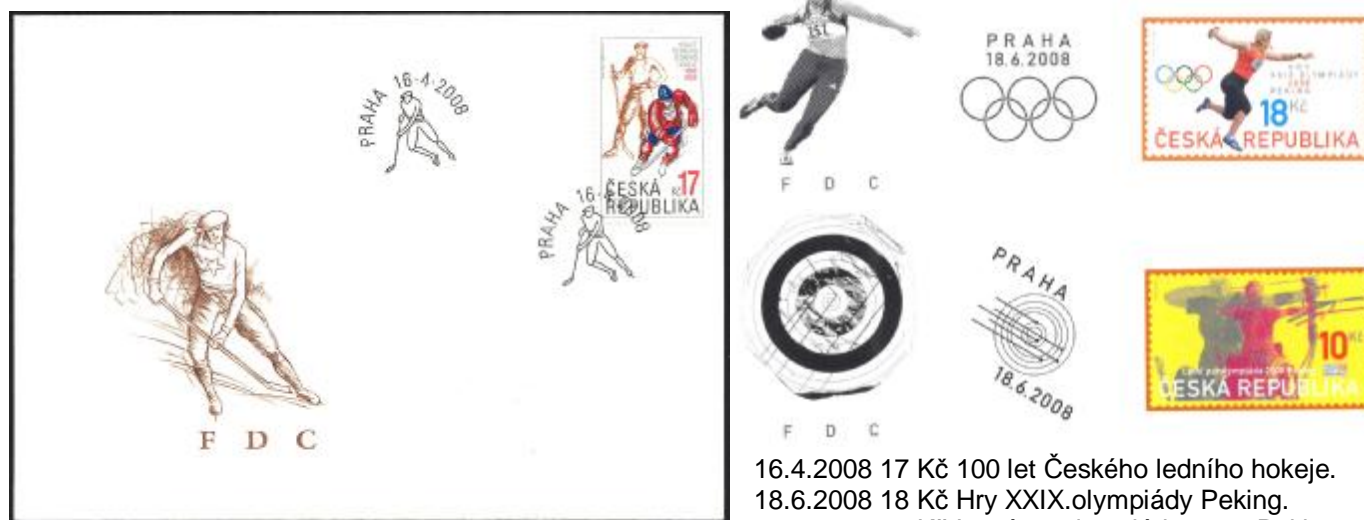 PRAHA 16-4-2008
ČESKÁ Kč 17
REPUBLIKA
PRAHA 16-4-2008
F D C
PRAHA
18.6.2008
18 Kč
ČESKÁ REPUBLIKA
F D C
PRAHA
18.6.2008
10 Kč
ČESKÁ REPUBLIKA
F D C
16.4.2008 17 Kč 100 let Českého ledního hokeje.
18.6.2008 18 Kč Hry XXIX.olympiády Peking.